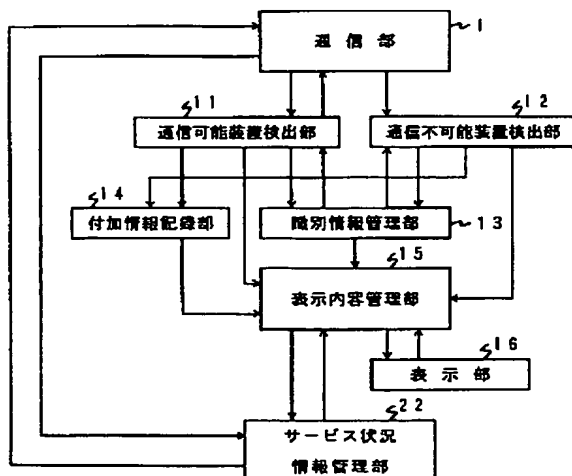 通信部
1
11
通信可能装置検出部
12
通信不可能装置検出部
14
付加情報記録部
識別情報管理部
13
15
表示内容管理部
16
表示部
22
サービス状況
情報管理部